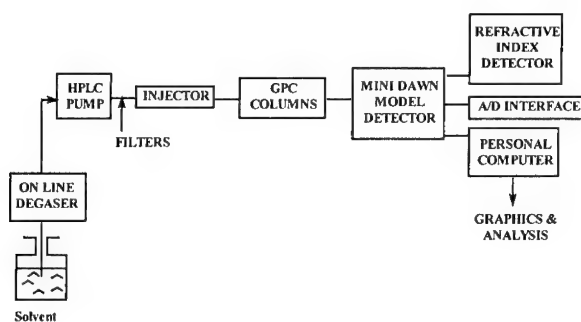 REFRACTIVE
INDEX
DETECTOR
HPLC
PUMP
INJECTOR
GPC
COLUMNS
MINI DAWN
MODEL
DETECTOR
A/D INTERFACE
FILTERS
PERSONAL
COMPUTER
ON LINE
DEGASER
GRAPHICS &
ANALYSIS
Solvent